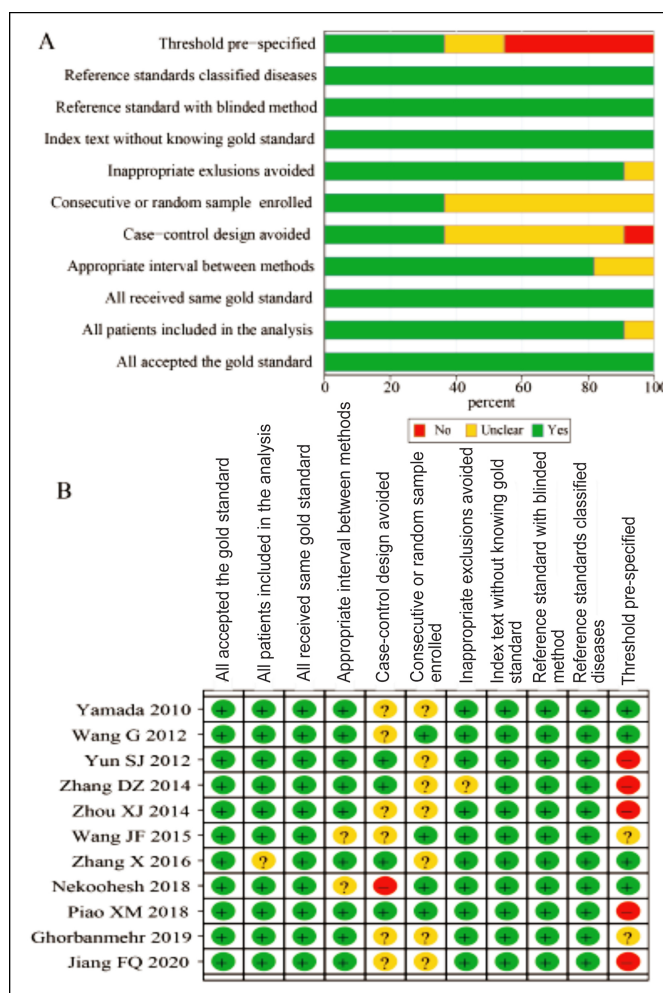 A
Threshold pre-specified
Reference standards classified diseases
Reference standard with blinded method
Index text without knowing gold standard
Inappropriate exlusions avoided
Consecutive or random sample enrolled
Case-control design avoided
Appropriate interval between methods
All received same gold standard
All patients included in the analysis
All accepted the gold standard
0 20 40 60 80 100
percent
No Unclear Yes
B
All accepted the gold standard
All patients included in the analysis
All received same gold standard
Appropriate interval between methods
Case-control design avoided
Consecutive or random sample
enrolled
Inappropriate exclusions avoided
Index text without knowing gold
standard
Reference standard with blinded
method
Reference standards classified
diseases
Threshold pre-specified
Yamada 2010 + + + + ? ? + + + + +
Wang G 2012 + + + + ? + + + + + +
Yun SJ 2012 + + + + + ? + + + + −
Zhang DZ 2014 + + + + + ? ? + + + −
Zhou XJ 2014 + + + + ? ? + + + + −
Wang JF 2015 + + + ? ? + + + + + ?
Zhang X 2016 + ? + + + ? + + + + +
Nekoohesh 2018 + + + ? − + + + + + +
Piao XM 2018 + + + + + + + + + + −
Ghorbanmehr 2019 + + + + ? ? + + + + ?
Jiang FQ 2020 + + + + ? ? + + + + −